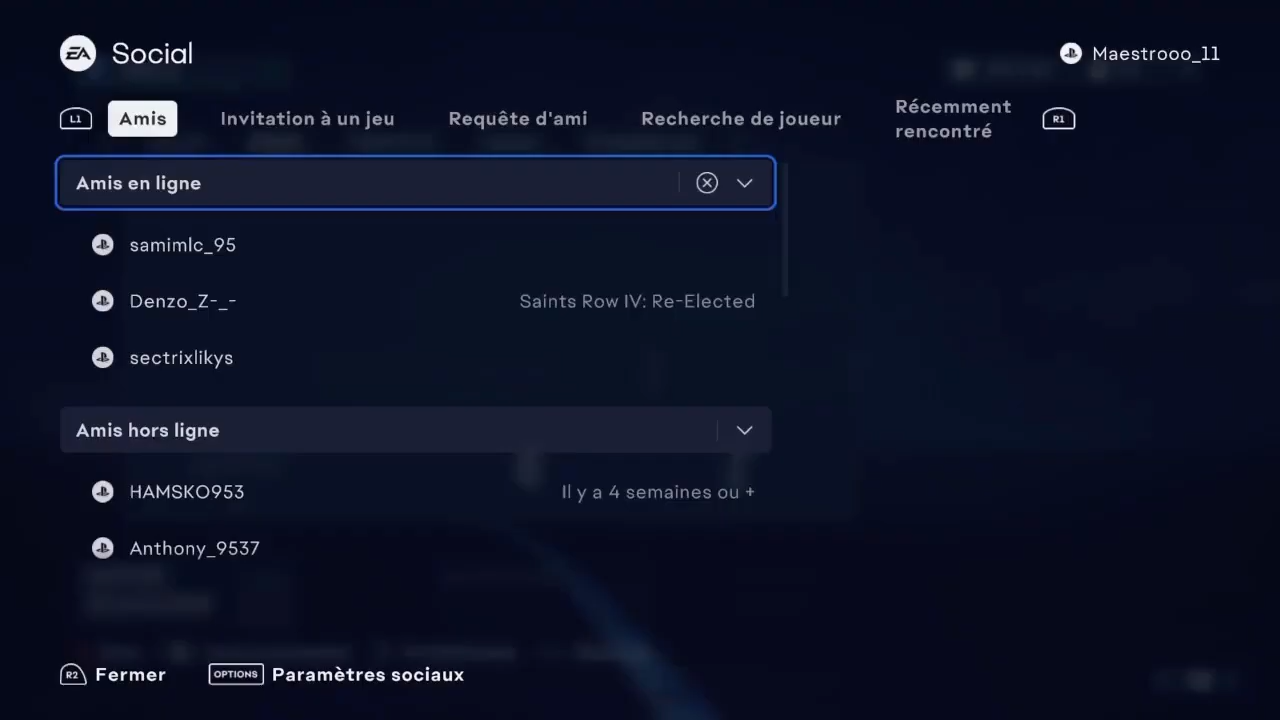 EA Social
Maestrooo_11
L1 Amis Invitation à un jeu Requête d'ami Recherche de joueur Récemment rencontré R1
Amis en ligne
samimlc_95
Denzo_Z-_- Saints Row IV: Re-Elected
sectrixlikys
Amis hors ligne
HAMSKO953 Il y a 4 semaines ou +
Anthony_9537
R2 Fermer OPTIONS Paramètres sociaux